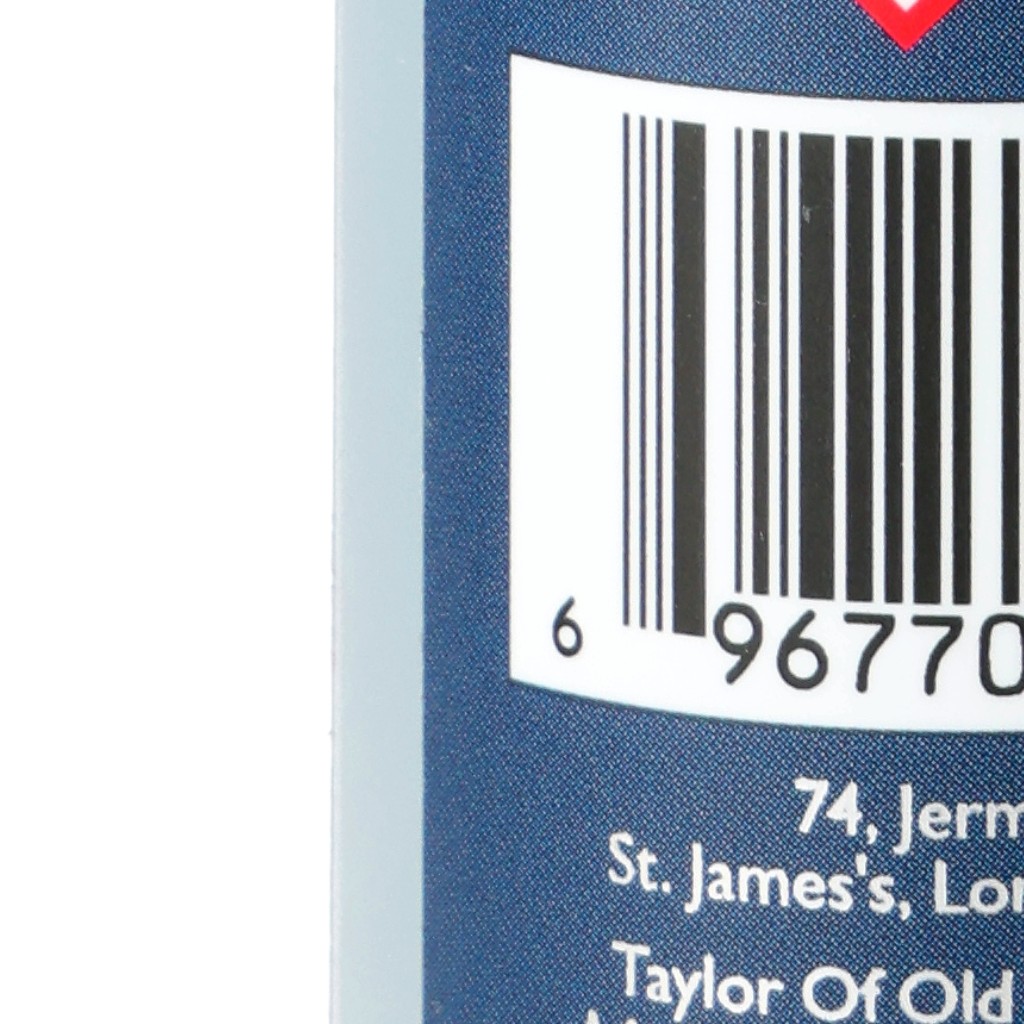 6 96770
74, Jerm
St. James's, Lon
Taylor Of Old